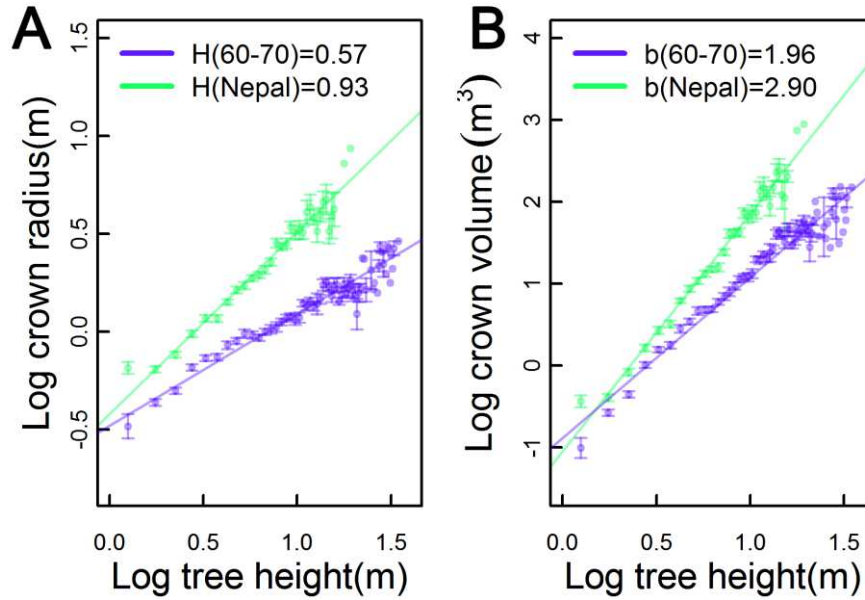 A
H(60-70)=0.57
H(Nepal)=0.93
Log crown radius(m)
1.5
1.0
0.5
0.0
-0.5
0.0 0.5 1.0 1.5
Log tree height(m)
B
b(60-70)=1.96
b(Nepal)=2.90
Log crown volume(m³)
4
3
2
1
0
-1
0.0 0.5 1.0 1.5
Log tree height(m)